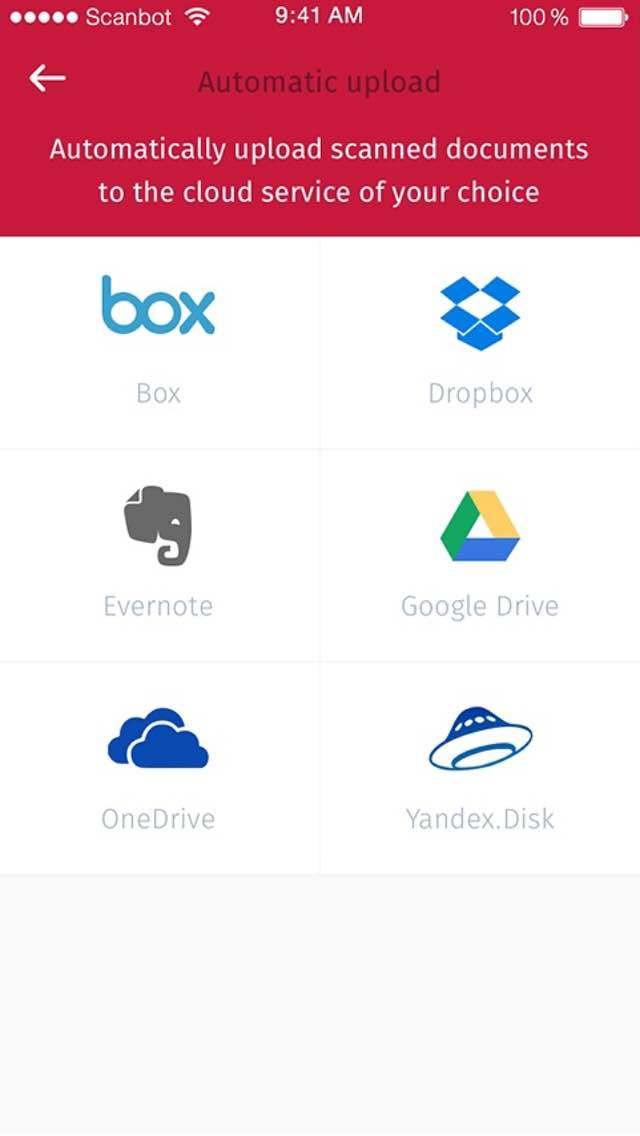 Scanbot 9:41 AM 100 %
Automatic upload
Automatically upload scanned documents
to the cloud service of your choice
box
Box Dropbox
Evernote Google Drive
OneDrive Yandex.Disk